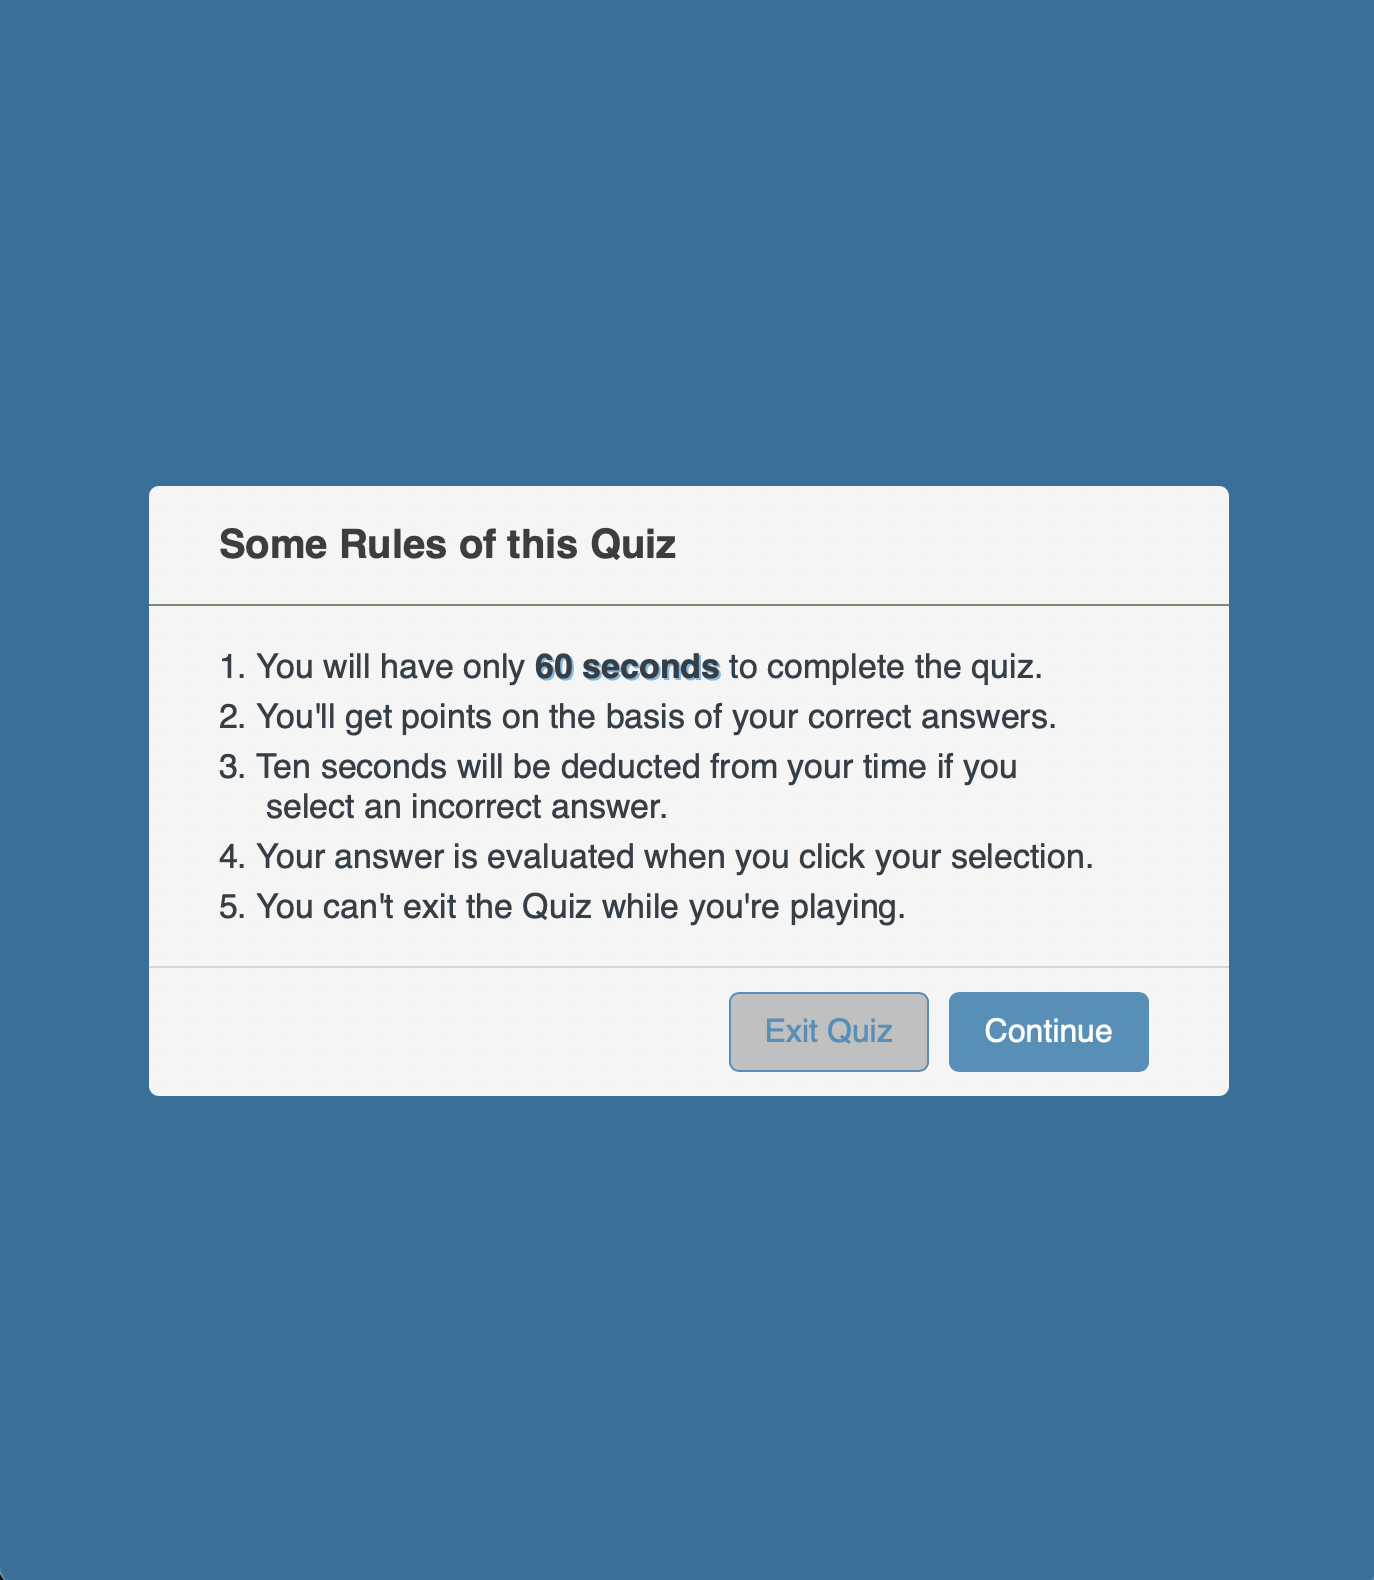 Some Rules of this Quiz
1. You will have only 60 seconds to complete the quiz.
2. You'll get points on the basis of your correct answers.
3. Ten seconds will be deducted from your time if you
select an incorrect answer.
4. Your answer is evaluated when you click your selection.
5. You can't exit the Quiz while you're playing.
Exit Quiz
Continue